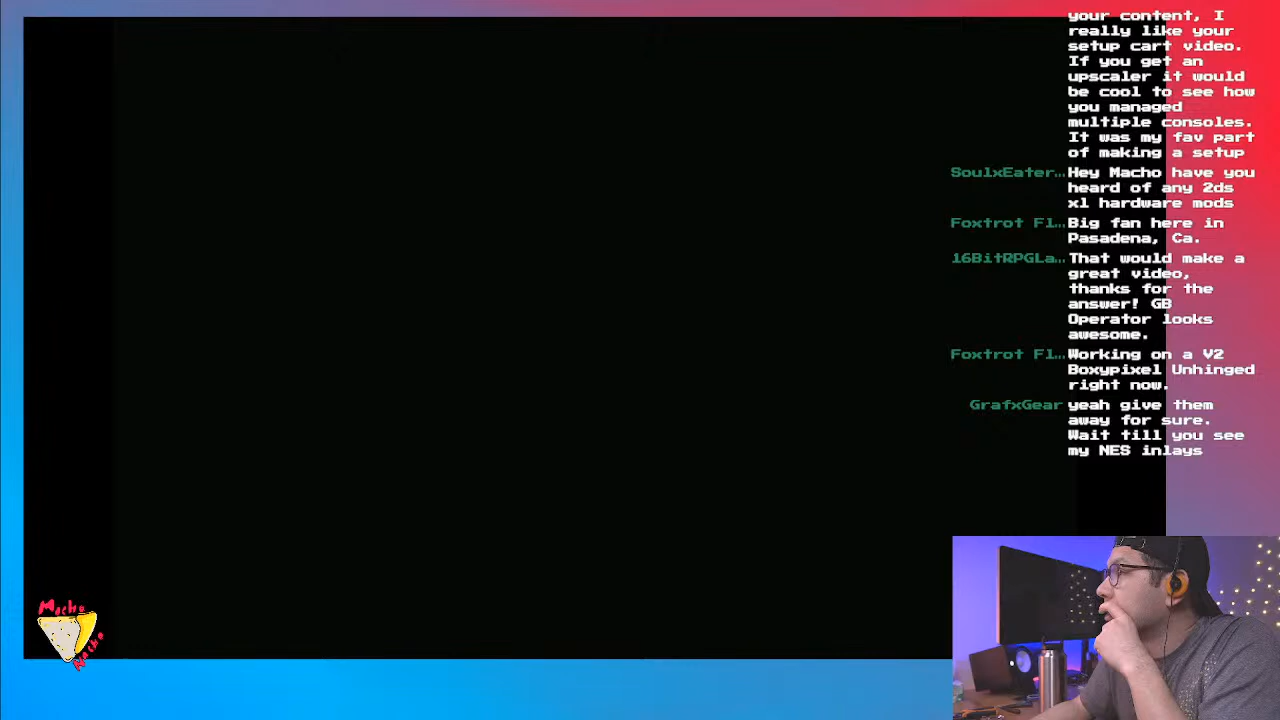 your content, I
really like your
setup cart video.
If you get an
upscaler it would
be cool to see how
you managed
multiple consoles.
It was my fav part
of making a setup
SoulxEater… Hey Macho have you
heard of any 2ds
xl hardware mods
Foxtrot Fl… Big fan here in
Pasadena, Ca.
16BitRPGLa… That would make a
great video,
thanks for the
answer! GB
Operator looks
awesome.
Foxtrot Fl… Working on a V2
Boxypixel Unhinged
right now.
GrafxGear yeah give them
away for sure.
Wait till you see
my NES inlays
Macho
Nacho